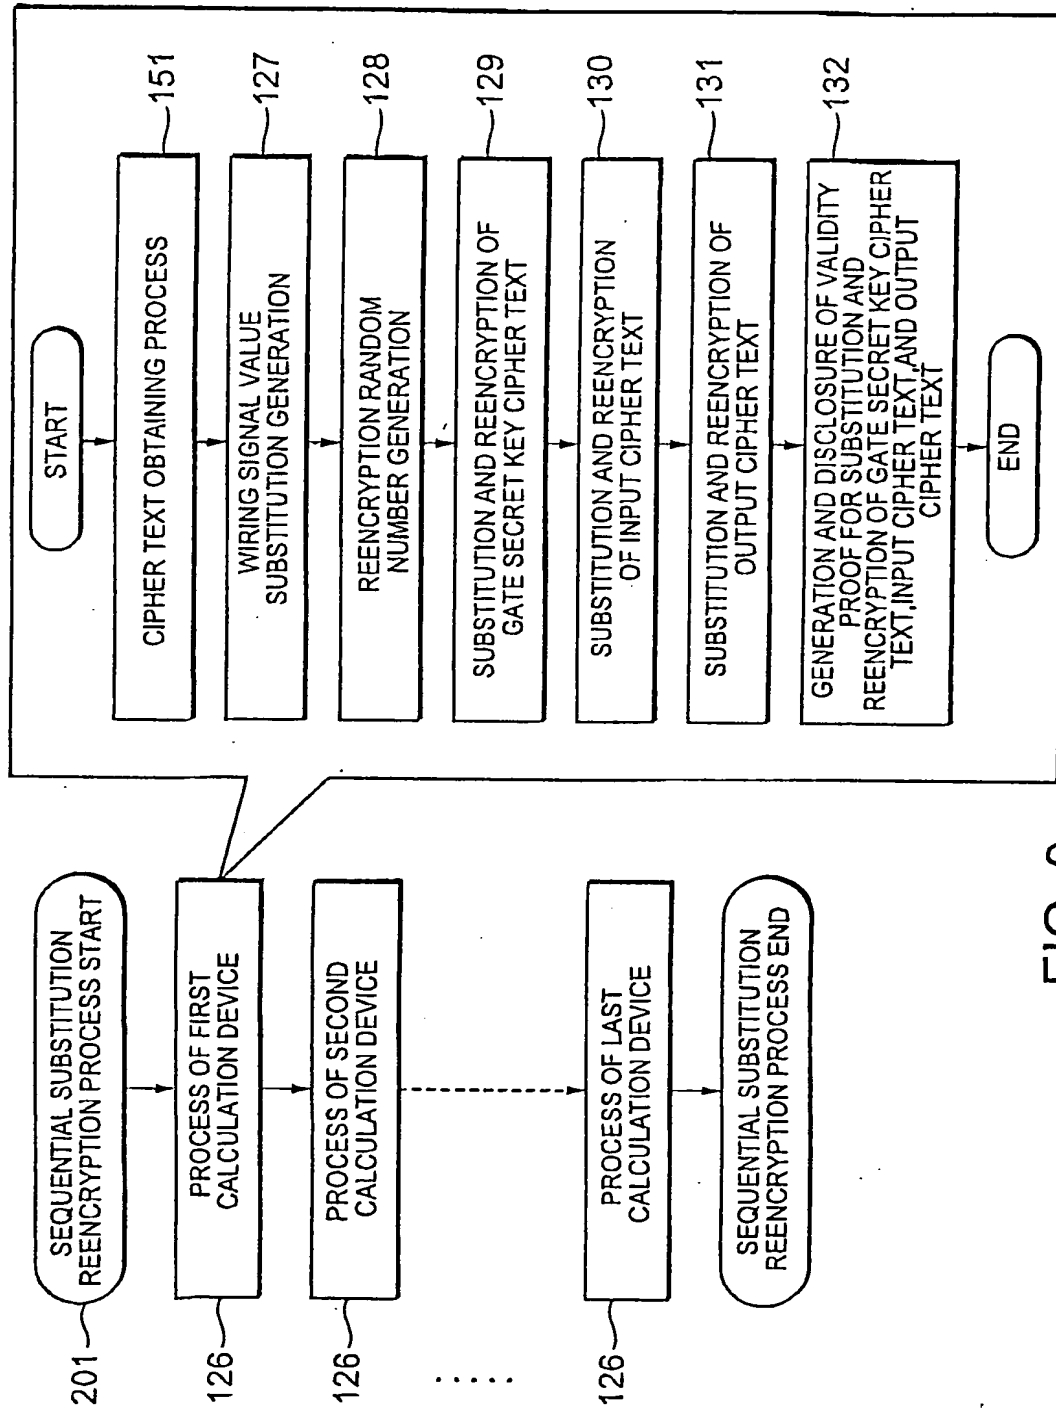 SEQUENTIAL SUBSTITUTION
REENCRYPTION PROCESS START
201
PROCESS OF FIRST
CALCULATION DEVICE
126
PROCESS OF SECOND
CALCULATION DEVICE
126
.....
PROCESS OF LAST
CALCULATION DEVICE
126
SEQUENTIAL SUBSTITUTION
REENCRYPTION PROCESS END
START
CIPHER TEXT OBTAINING PROCESS
151
WIRING SIGNAL VALUE
SUBSTITUTION GENERATION
127
REENCRYPTION RANDOM
NUMBER GENERATION
128
SUBSTITUTION AND REENCRYPTION OF
GATE SECRET KEY CIPHER TEXT
129
SUBSTITUTION AND REENCRYPTION
OF INPUT CIPHER TEXT
130
SUBSTITUTION AND REENCRYPTION OF
OUTPUT CIPHER TEXT
131
GENERATION AND DISCLOSURE OF VALIDITY
PROOF FOR SUBSTITUTION AND
REENCRYPTION OF GATE SECRET KEY CIPHER
TEXT,INPUT CIPHER TEXT,AND OUTPUT
CIPHER TEXT
132
END
FIG.